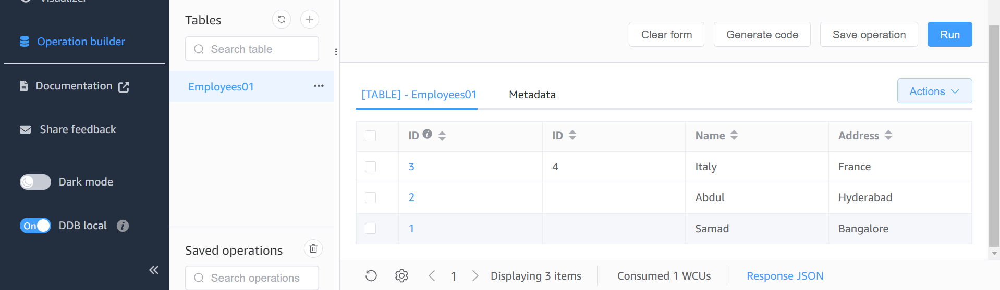 Visualizer
Operation builder
Documentation
Share feedback
Dark mode
On DDB local
Tables
Search table
Employees01
Saved operations
Search operations
Clear form Generate code Save operation Run
[TABLE] - Employees01 Metadata Actions
ID ID Name Address
3 4 Italy France
2 Abdul Hyderabad
1 Samad Bangalore
1 Displaying 3 items Consumed 1 WCUs Response JSON